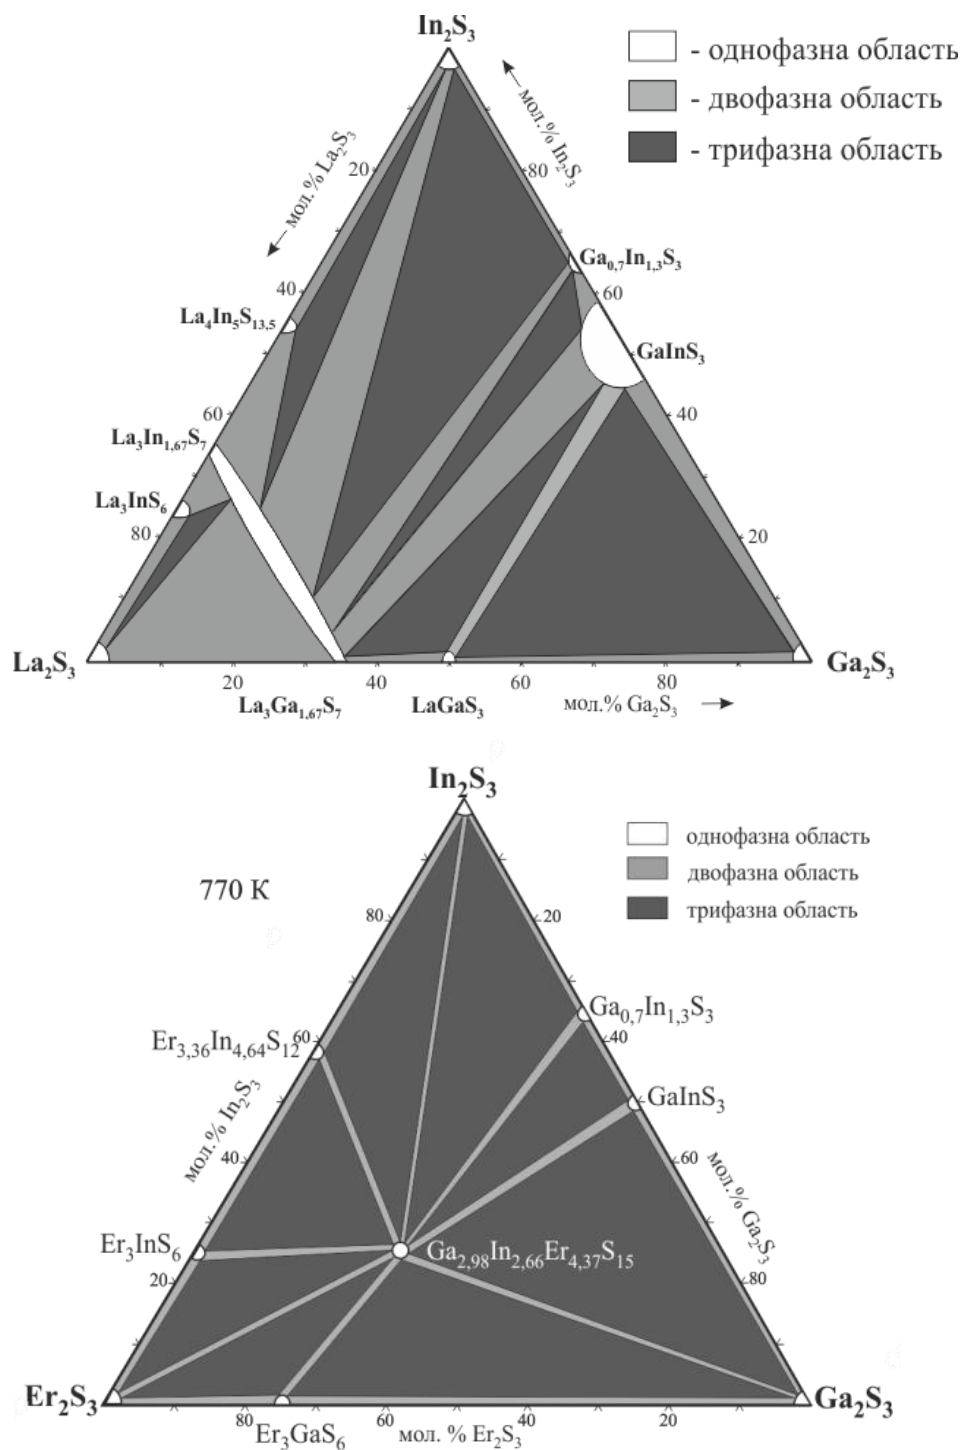 In₂S₃
- однофазна область
- двофазна область
- трифазна область
мол.% La₂S₃
мол.% In₂S₃
20
80
Ga₀,₇In₁,₃S₃
40
60
La₄In₅S₁₃,₅
GaInS₃
60
40
La₃In₁,₆₇S₇
La₃InS₆
80
20
La₂S₃
Ga₂S₃
20
40
60
80
La₃Ga₁,₆₇S₇
LaGaS₃
мол.% Ga₂S₃
In₂S₃
однофазна область
двофазна область
трифазна область
770 К
80
20
Ga₀,₇In₁,₃S₃
Er₃,₃₆In₄,₆₄S₁₂
60
40
GaInS₃
мол.% In₂S₃
40
60
мол.% Ga₂S₃
Er₃InS₆
Ga₂,₉₈In₂,₆₆Er₄,₃₇S₁₅
20
80
Er₂S₃
Ga₂S₃
80
60
40
20
Er₃GaS₆
мол. % Er₂S₃